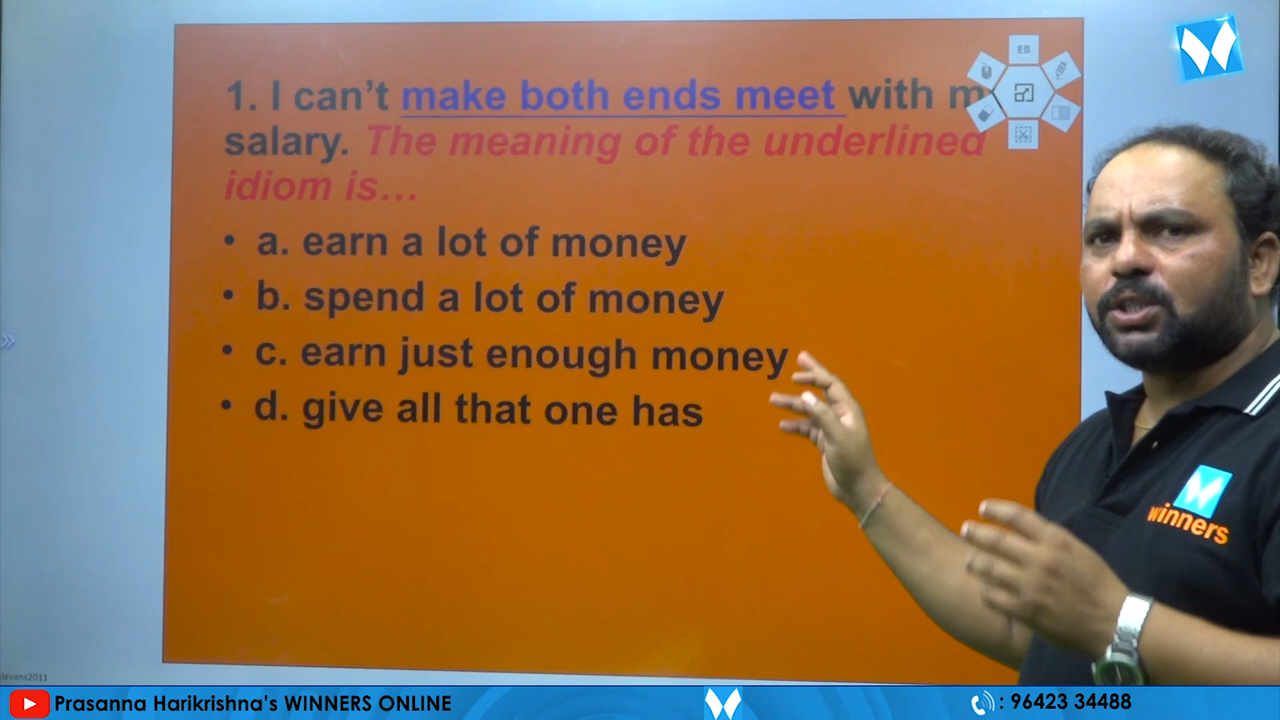 1. I can't make both ends meet with m
salary. The meaning of the underlined
idiom is...
• a. earn a lot of money
• b. spend a lot of money
• c. earn just enough money
• d. give all that one has
EB
winners
levans2011
Prasanna Harikrishna's WINNERS ONLINE
: 96423 34488